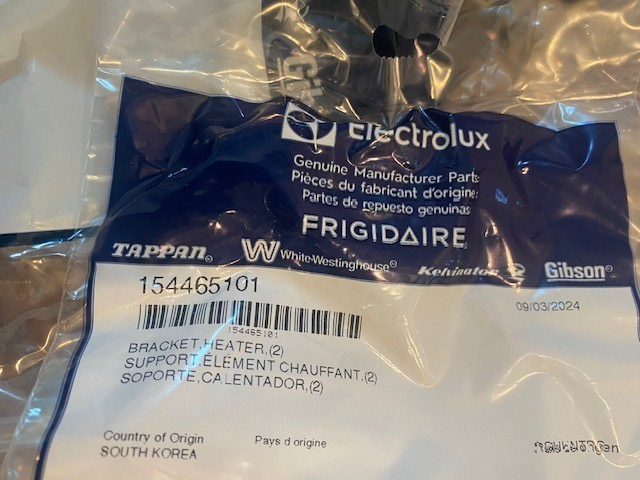 Electrolux
Genuine Manufacturer Parts
Pièces du fabricant d'origine
Partes de repuesto genuinas
FRIGIDAIRE
TAPPAN® White-Westinghouse® Kelvinator Gibson®
154465101 09/03/2024
154465101
BRACKET,HEATER,(2)
SUPPORT,ÉLÉMENT CHAUFFANT,(2)
SOPORTE,CALENTADOR,(2)
Country of Origin Pays d origine
SOUTH KOREA